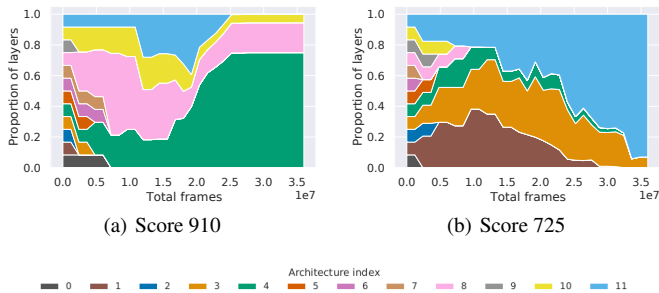 1.0
0.8
0.6
0.4
0.2
0.0
Proportion of layers
0.0 0.5 1.0 1.5 2.0 2.5 3.0 3.5
Total frames
1e7
(a) Score 910
1.0
0.8
0.6
0.4
0.2
0.0
Proportion of layers
0.0 0.5 1.0 1.5 2.0 2.5 3.0 3.5
Total frames
1e7
(b) Score 725
Architecture index
0 1 2 3 4 5 6 7 8 9 10 11